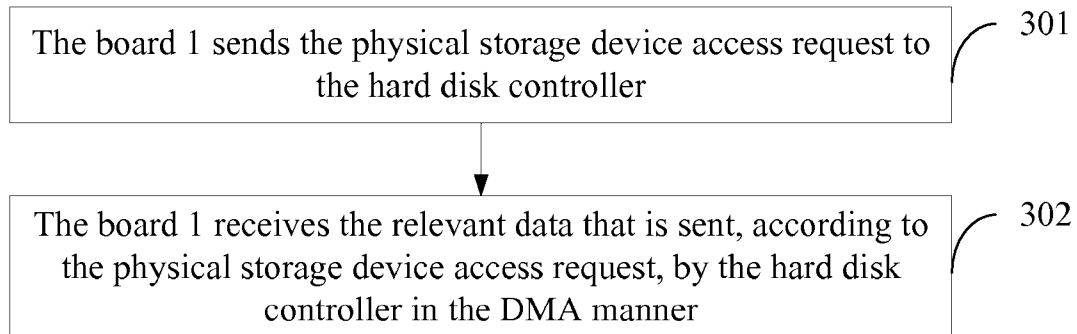 The board 1 sends the physical storage device access request to
the hard disk controller
301
The board 1 receives the relevant data that is sent, according to
the physical storage device access request, by the hard disk
controller in the DMA manner
302